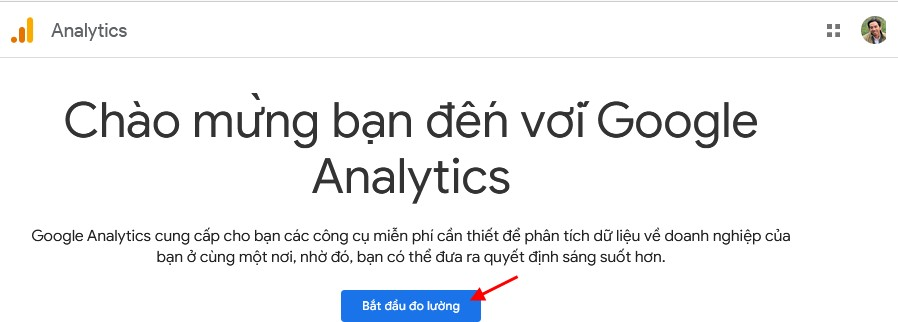 Analytics
Chào mừng bạn đến với Google
Analytics
Google Analytics cung cấp cho bạn các công cụ miễn phí cần thiết để phân tích dữ liệu về doanh nghiệp của
bạn ở cùng một nơi, nhờ đó, bạn có thể đưa ra quyết định sáng suốt hơn.
Bắt đầu đo lường